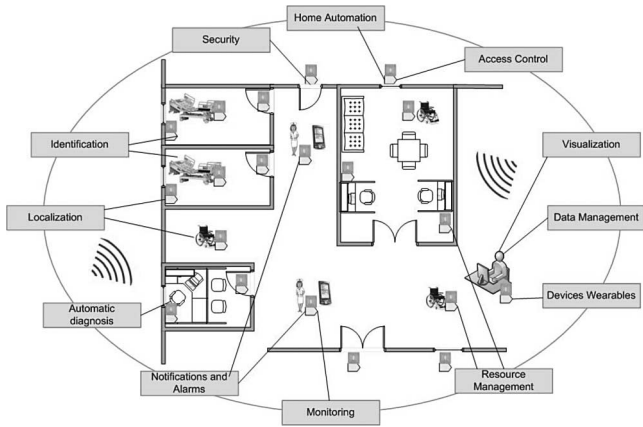 Home Automation
Security
Access Control
Identification
Visualization
Localization
Data Management
Automatic
diagnosis
Devices Wearables
Notifications and
Alarms
Resource
Management
Monitoring